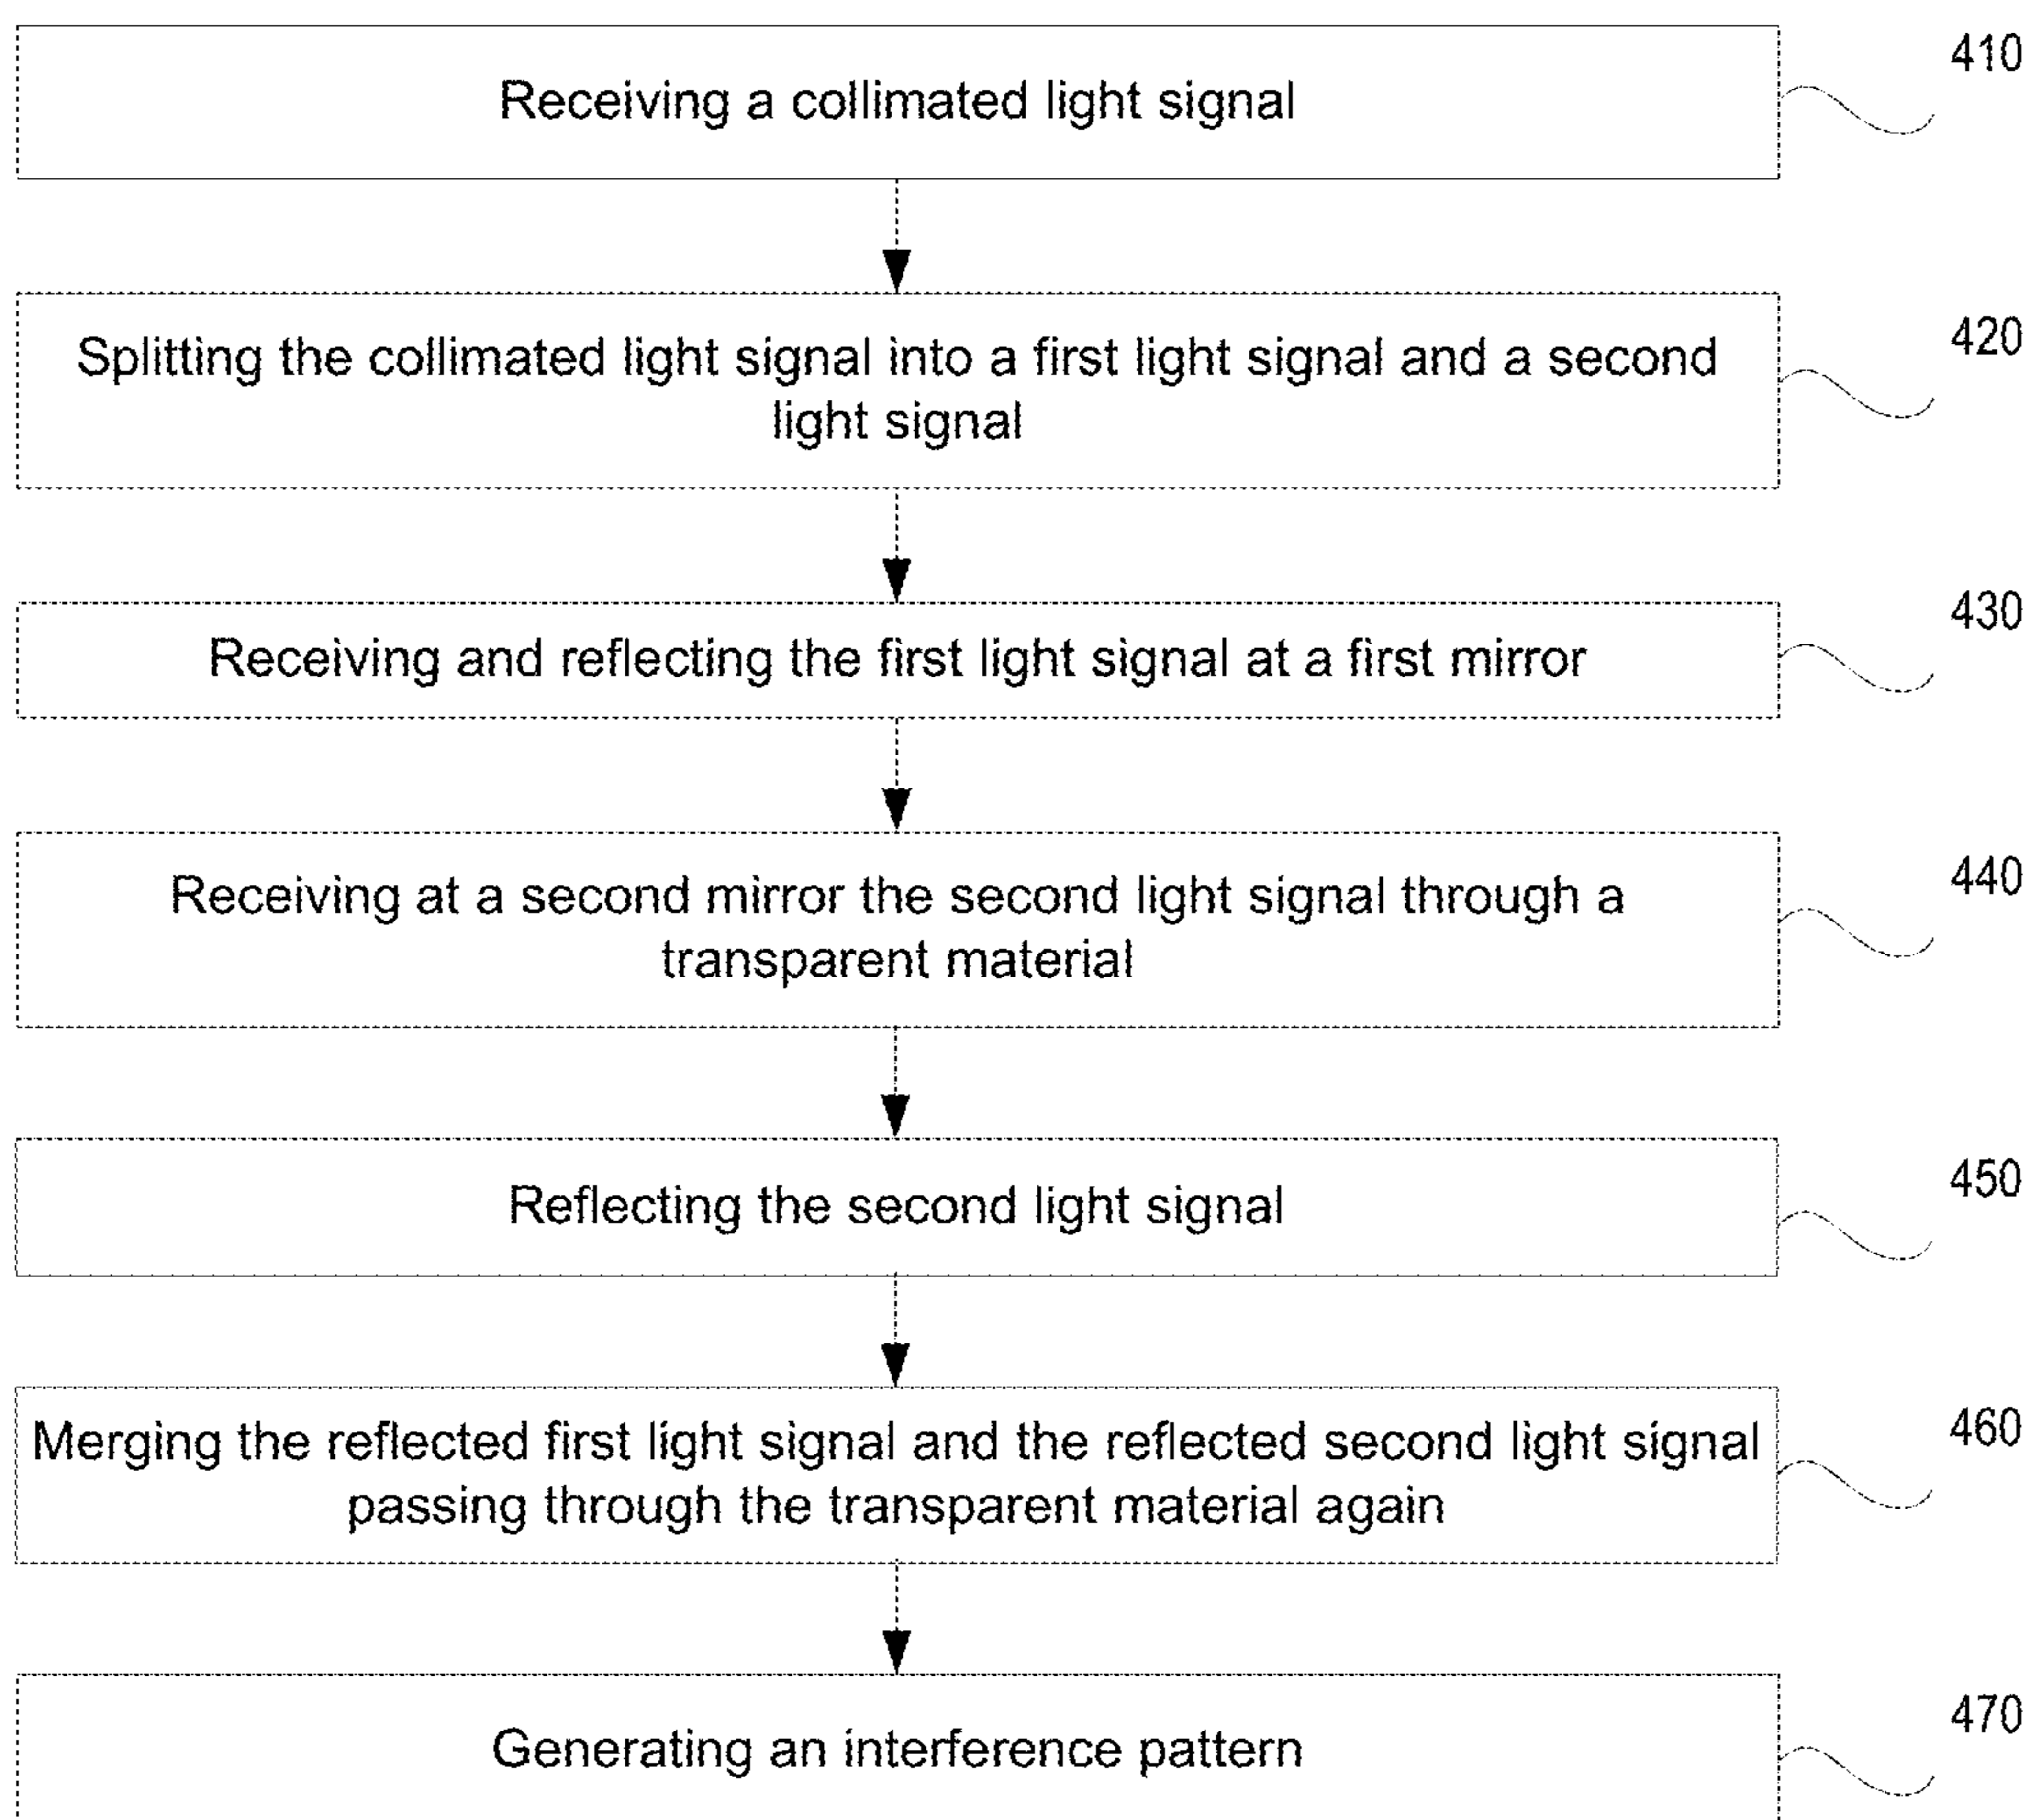 Receiving a collimated light signal
410
Splitting the collimated light signal into a first light signal and a second
light signal
420
Receiving and reflecting the first light signal at a first mirror
430
Receiving at a second mirror the second light signal through a
transparent material
440
Reflecting the second light signal
450
Merging the reflected first light signal and the reflected second light signal
passing through the transparent material again
460
Generating an interference pattern
470